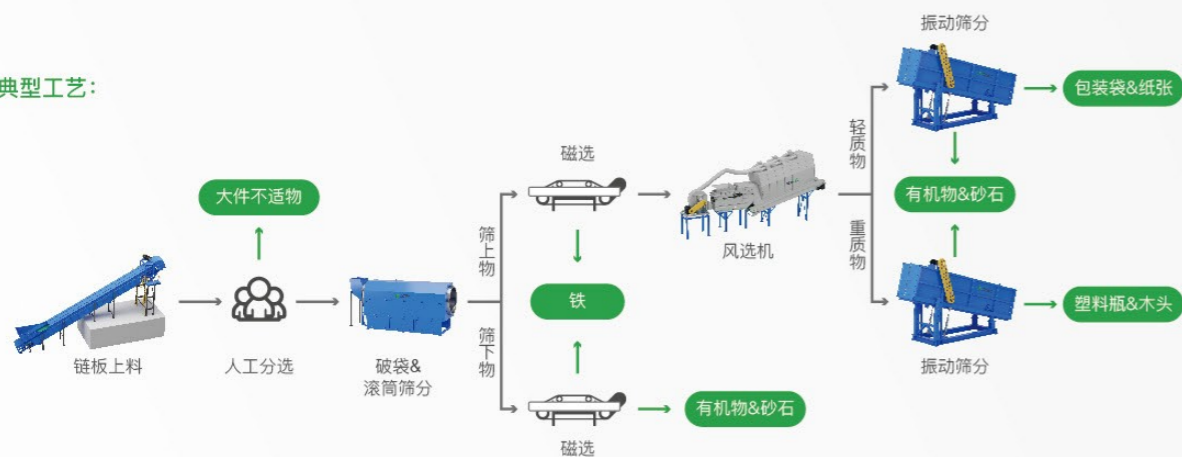 典型工艺：
大件不适物
链板上料
人工分选
破袋&
滚筒筛分
筛上物
筛下物
磁选
铁
磁选
有机物&砂石
风选机
轻质物
重质物
振动筛分
包装袋&纸张
有机物&砂石
塑料瓶&木头
振动筛分